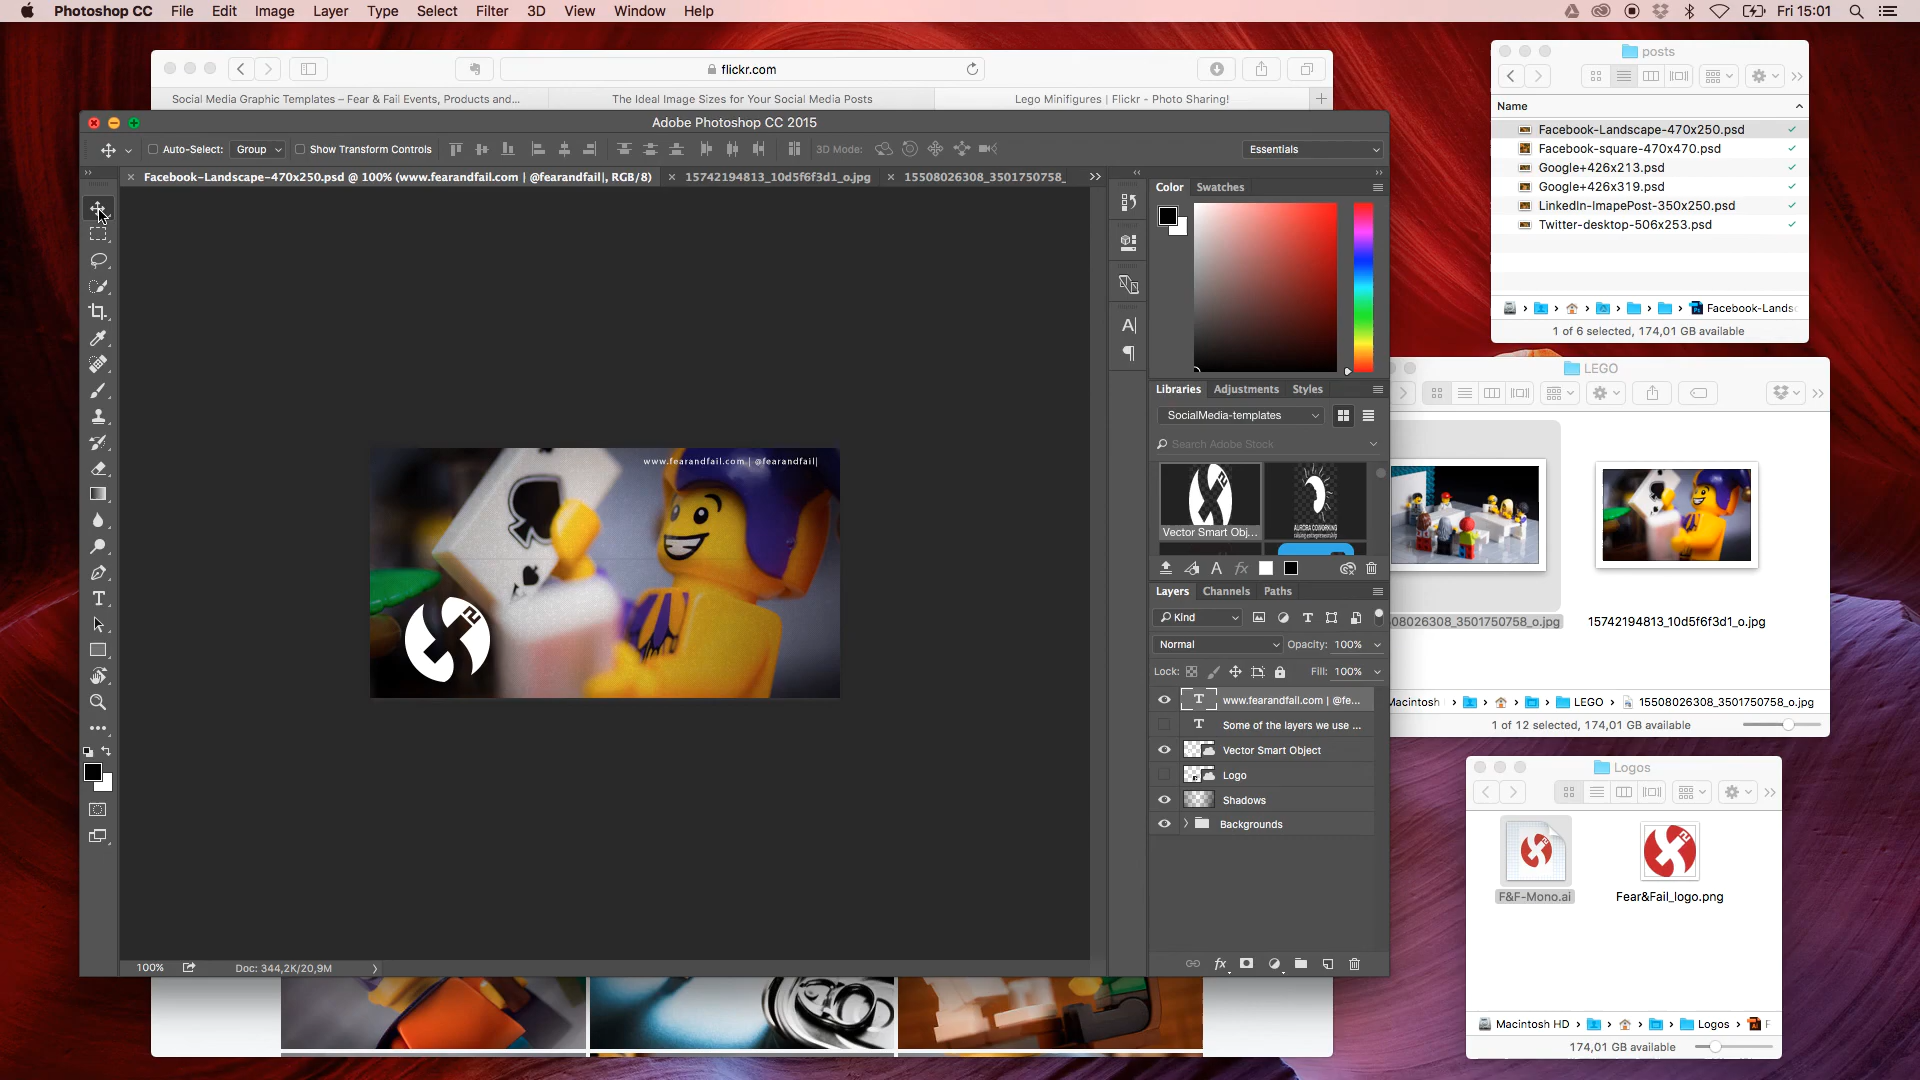 Photoshop CC File Edit Image Layer Type Select Filter 3D View Window Help
Fri 15:01
flickr.com
Social Media Graphic Templates – Fear & Fail Events, Products and...
The Ideal Image Sizes for Your Social Media Posts
Lego Minifigures | Flickr - Photo Sharing!
Adobe Photoshop CC 2015
Auto-Select: Group Show Transform Controls 3D Mode: Essentials
Facebook-Landscape-470x250.psd @ 100% (www.fearandfail.com | @fearandfail|, RGB/8)
15742194813_10d5f6f3d1_o.jpg
15508026308_3501750758_
www.fearandfail.com | @fearandfail|
100% Doc: 344,2K/20,9M
Color Swatches
Libraries Adjustments Styles
SocialMedia-templates
Search Adobe Stock
Vector Smart Obj...
AURORA COWORKING
Layers Channels Paths
Kind
Normal Opacity: 100%
Lock: Fill: 100%
www.fearandfail.com | @fe...
Some of the layers we use ...
Vector Smart Object
Logo
Shadows
Backgrounds
posts
Name
Facebook-Landscape-470x250.psd
Facebook-square-470x470.psd
Google+426x213.psd
Google+426x319.psd
LinkedIn-ImapePost-350x250.psd
Twitter-desktop-506x253.psd
Facebook-Lands
1 of 6 selected, 174,01 GB available
LEGO
08026308_3501750758_o.jpg
15742194813_10d5f6f3d1_o.jpg
Macintosh LEGO 15508026308_3501750758_o.jpg
1 of 12 selected, 174,01 GB available
Logos
F&F-Mono.ai
Fear&Fail_logo.png
Macintosh HD Logos F
174,01 GB available